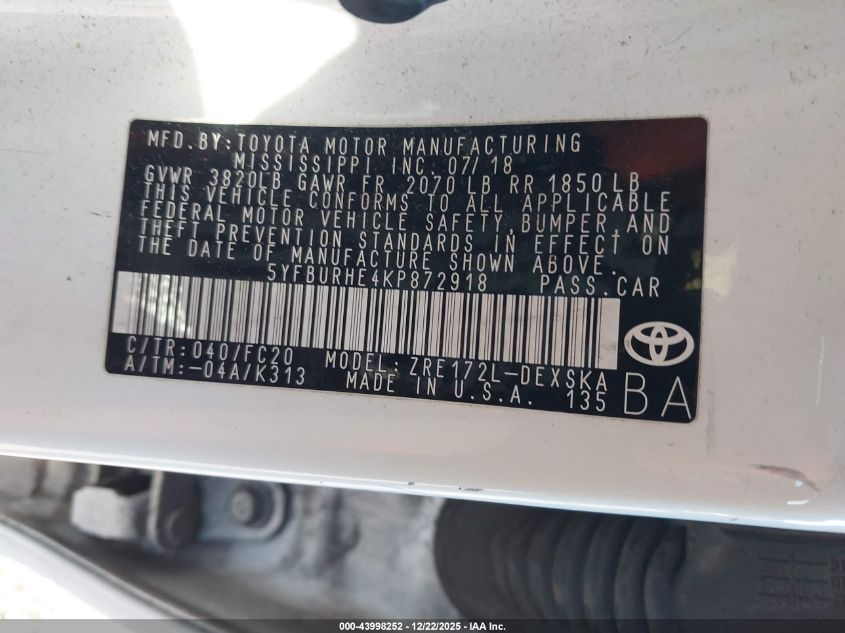 MFD.BY:TOYOTA MOTOR MANUFACTURING
MISSISSIPPI INC. 07/18
GVWR 3820LB GAWR FR 2070 LB RR 1850 LB
THIS VEHICLE CONFORMS TO ALL APPLICABLE
FEDERAL MOTOR VEHICLE SAFETY,BUMPER,AND
THEFT PREVENTION STANDARDS IN EFFECT ON
THE DATE OF MANUFACTURE SHOWN ABOVE.
5YFBURHE4KP872918 PASS.CAR
C/TR:040/FC20 MODEL:ZRE172L-DEXSKA
A/TM:-04A/K313 MADE IN U.S.A. 135 BA
000-43998252 - 12/22/2025 - IAA Inc.